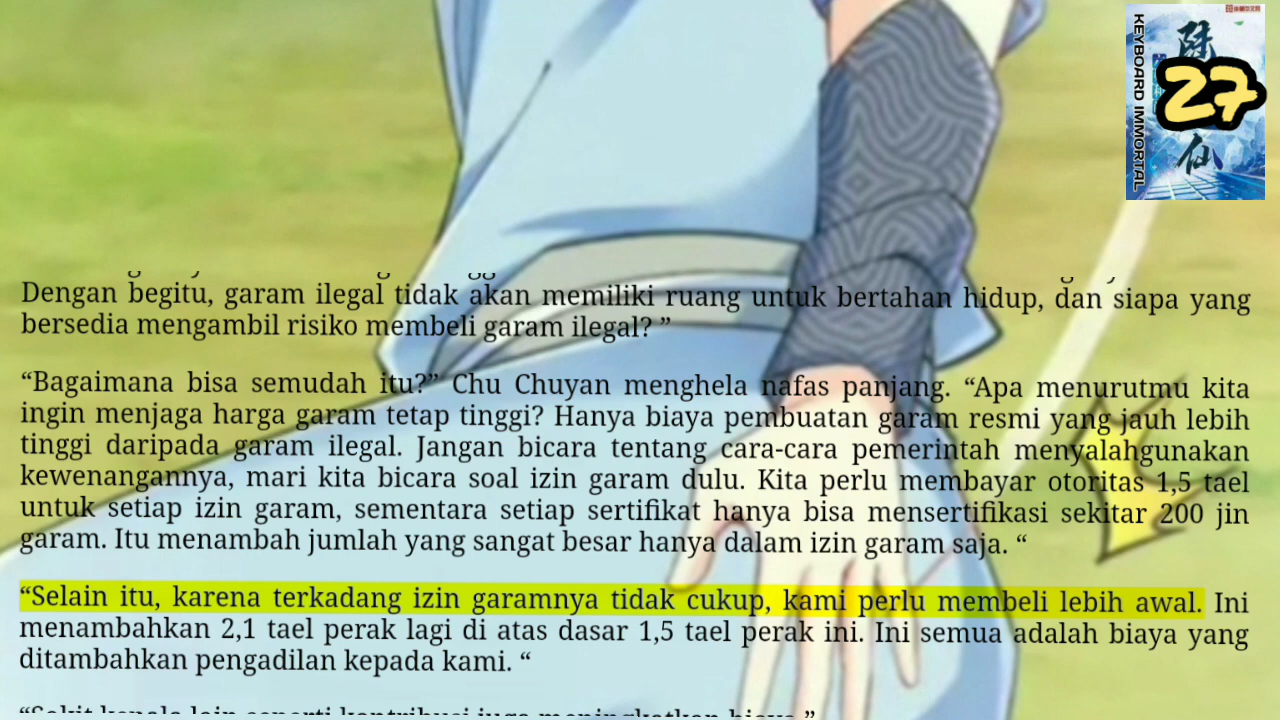 KEYBOARD IMMORTAL
27
仙
Dengan begitu, garam ilegal tidak akan memiliki ruang untuk bertahan hidup, dan siapa yang
bersedia mengambil risiko membeli garam ilegal? ”
“Bagaimana bisa semudah itu?” Chu Chuyan menghela nafas panjang. “Apa menurutmu kita
ingin menjaga harga garam tetap tinggi? Hanya biaya pembuatan garam resmi yang jauh lebih
tinggi daripada garam ilegal. Jangan bicara tentang cara-cara pemerintah menyalahgunakan
kewenangannya, mari kita bicara soal izin garam dulu. Kita perlu membayar otoritas 1,5 tael
untuk setiap izin garam, sementara setiap sertifikat hanya bisa mensertifikasi sekitar 200 jin
garam. Itu menambah jumlah yang sangat besar hanya dalam izin garam saja. “
“Selain itu, karena terkadang izin garamnya tidak cukup, kami perlu membeli lebih awal. Ini
menambahkan 2,1 tael perak lagi di atas dasar 1,5 tael perak ini. Ini semua adalah biaya yang
ditambahkan pengadilan kepada kami. “